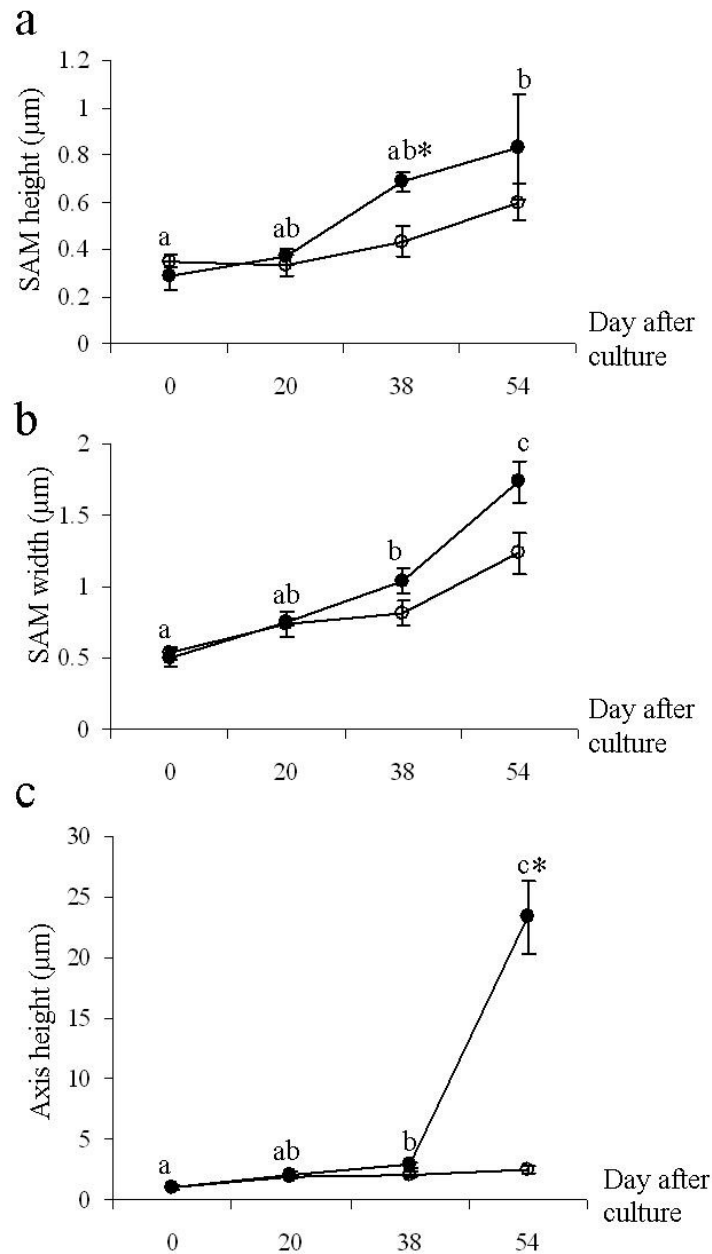 a
1.2
b
1
ab*
0.8
ab
0.6
a
0.4
0.2
0
SAM height (µm)
Day after
culture
0 20 38 54
b
2
c
1.5
b
1
ab
a
0.5
0
SAM width (µm)
Day after
culture
0 20 38 54
c
30
c*
25
20
15
10
5
b
ab
a
0
Axis height (µm)
Day after
culture
0 20 38 54